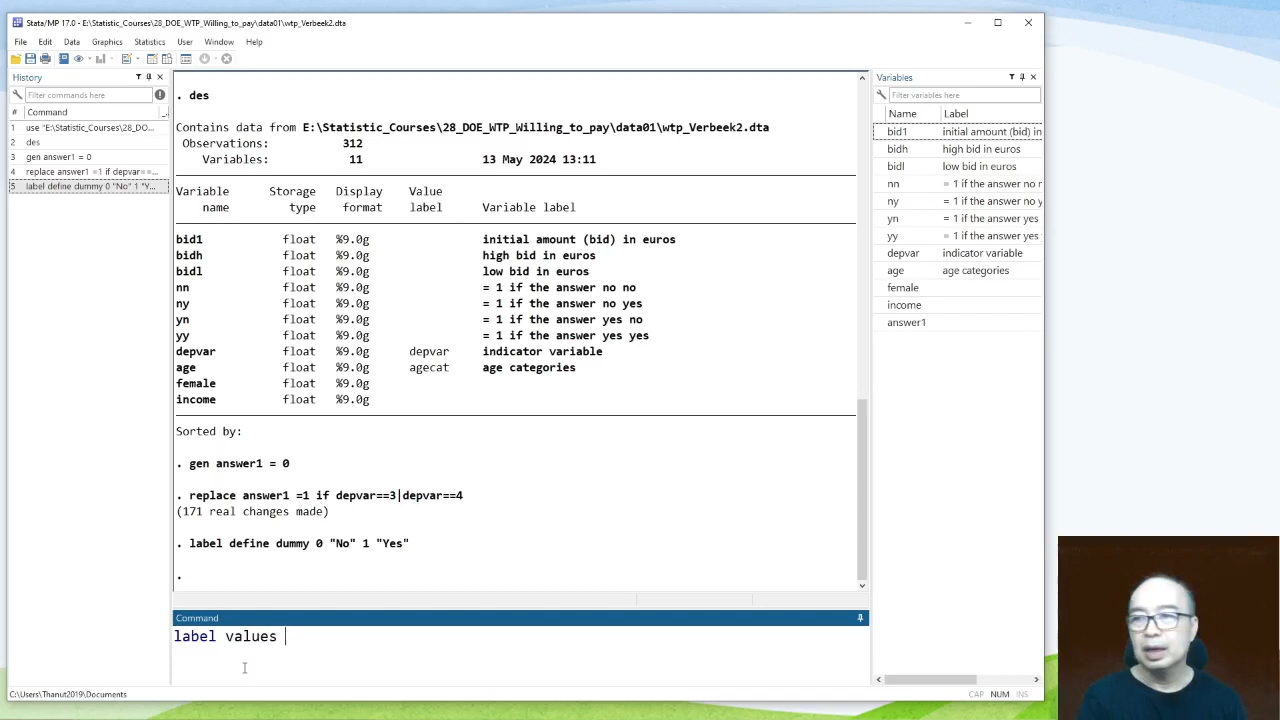 Stata/MP 17.0 - E:\Statistic_Courses\28_DOE_WTP_Willing_to_pay\data01\wtp_Verbeek2.dta
File Edit Data Graphics Statistics User Window Help
History
Filter commands here
# Command
1 use "E:\Statistic_Courses\28_DO...
2 des
3 gen answer1 = 0
4 replace answer1 =1 if depvar==...
5 label define dummy 0 "No" 1 "Y...
. des
Contains data from E:\Statistic_Courses\28_DOE_WTP_Willing_to_pay\data01\wtp_Verbeek2.dta
Observations: 312
Variables: 11 13 May 2024 13:11
Variable Storage Display Value
name type format label Variable label
bid1 float %9.0g initial amount (bid) in euros
bidh float %9.0g high bid in euros
bidl float %9.0g low bid in euros
nn float %9.0g = 1 if the answer no no
ny float %9.0g = 1 if the answer no yes
yn float %9.0g = 1 if the answer yes no
yy float %9.0g = 1 if the answer yes yes
depvar float %9.0g depvar indicator variable
age float %9.0g agecat age categories
female float %9.0g
income float %9.0g
Sorted by:
. gen answer1 = 0
. replace answer1 =1 if depvar==3|depvar==4
(171 real changes made)
. label define dummy 0 "No" 1 "Yes"
.
Command
label values
Variables
Filter variables here
Name Label
bid1 initial amount (bid) in
bidh high bid in euros
bidl low bid in euros
nn = 1 if the answer no
ny = 1 if the answer no y
yn = 1 if the answer yes
yy = 1 if the answer yes
depvar indicator variable
age age categories
female
income
answer1
C:\Users\Thanut2019\Documents
CAP NUM INS